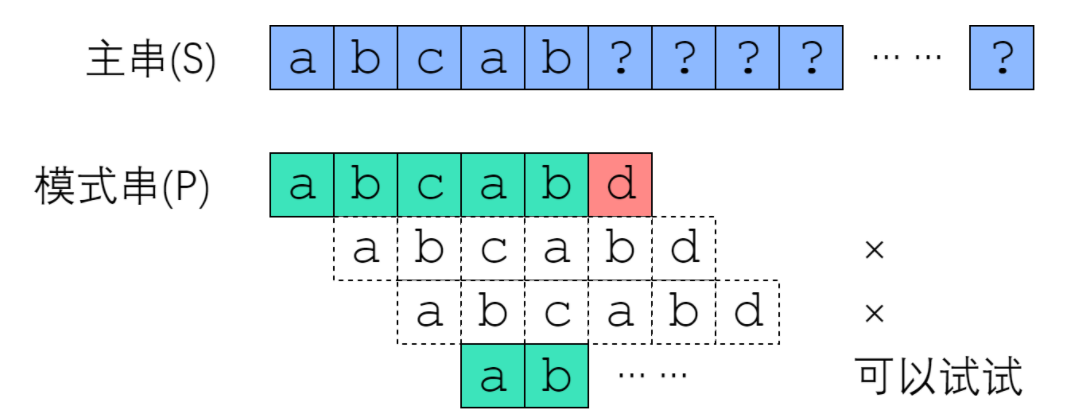 主串(S) a b c a b ? ? ? ? ... ... ?
模式串(P) a b c a b d
a b c a b d ×
a b c a b d ×
a b ... ... 可以试试